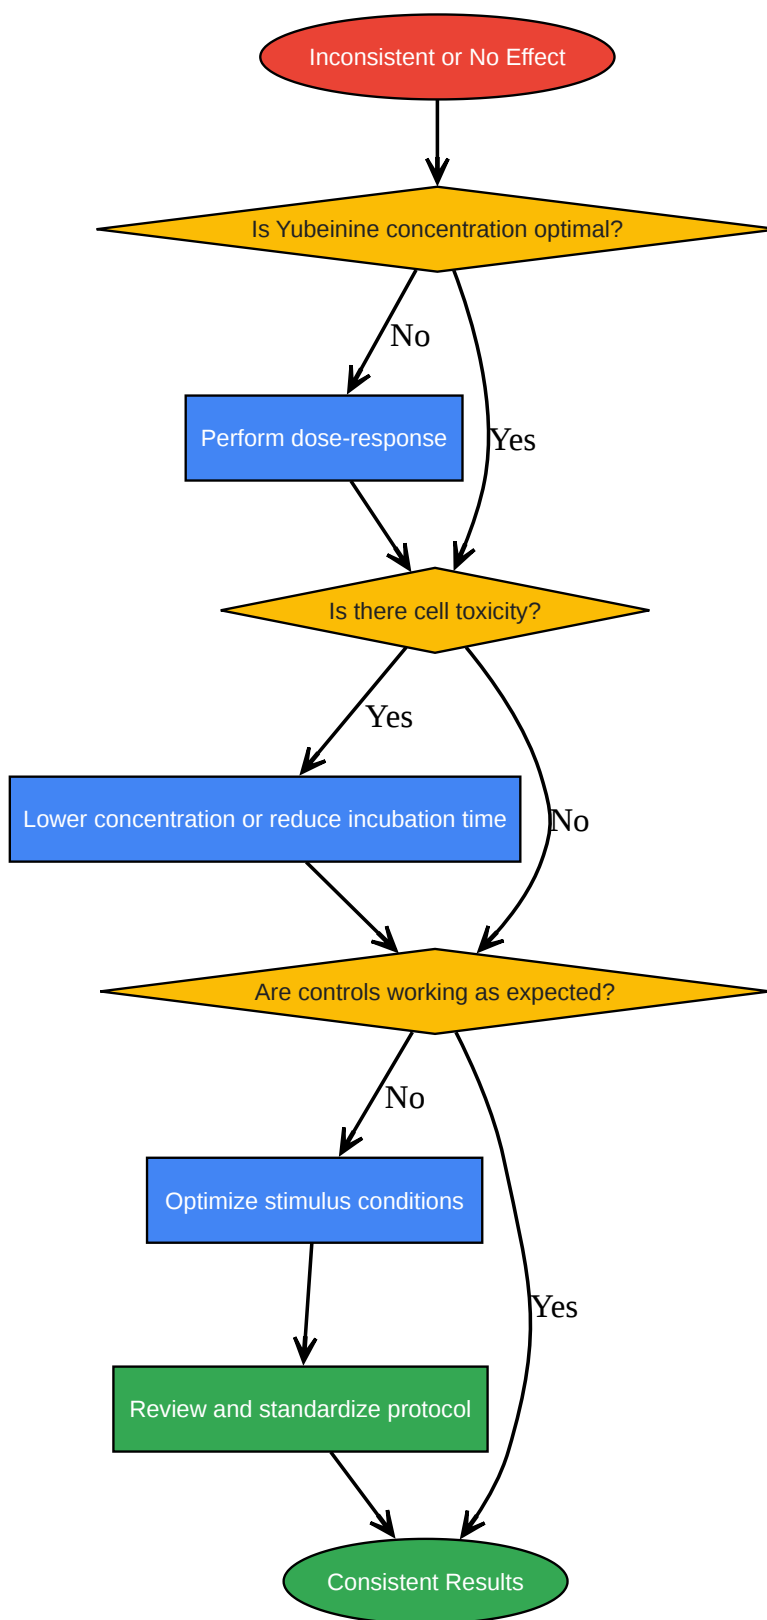 Inconsistent or No Effect
Is Yubeinine concentration optimal?
No
Perform dose-response
Yes
Is there cell toxicity?
Yes
Lower concentration or reduce incubation time
No
Are controls working as expected?
No
Optimize stimulus conditions
Yes
Review and standardize protocol
Consistent Results